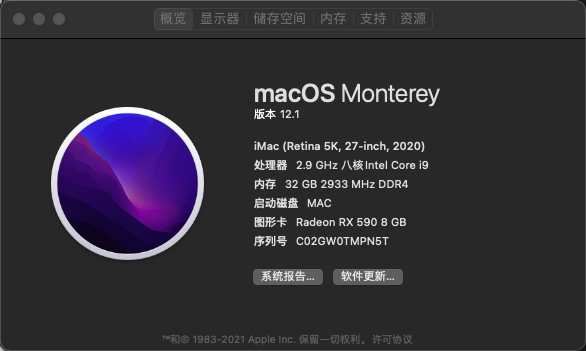 概览 显示器 储存空间 内存 支持 资源
macOS Monterey
版本 12.1
iMac (Retina 5K, 27-inch, 2020)
处理器 2.9 GHz 八核Intel Core i9
内存 32 GB 2933 MHz DDR4
启动磁盘 MAC
图形卡 Radeon RX 590 8 GB
序列号 C02GW0TMPN5T
系统报告... 软件更新...
™和© 1983-2021 Apple Inc. 保留一切权利。许可协议